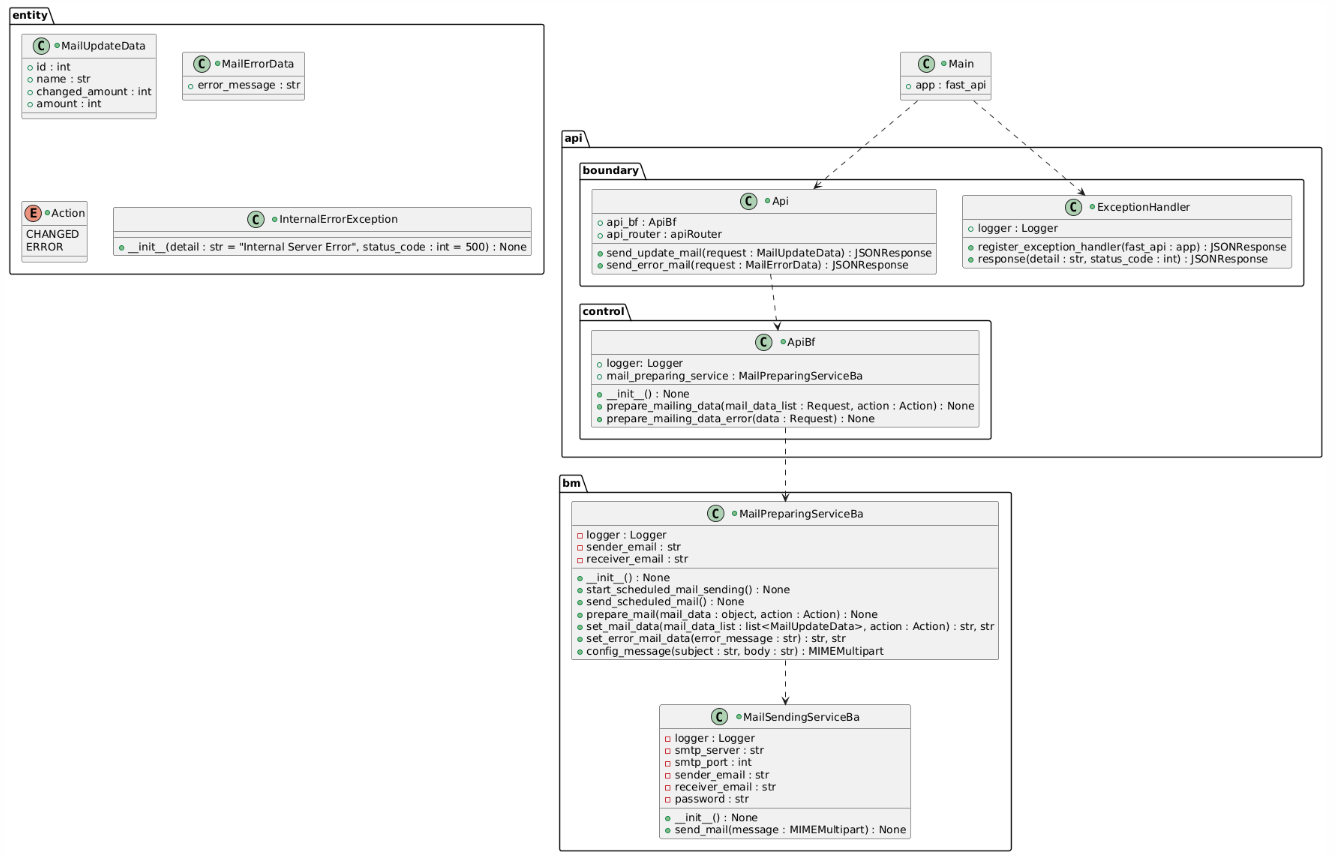 entity
C MailUpdateData
id : int
name : str
changed_amount : int
amount : int
C MailErrorData
error_message : str
E Action
CHANGED
ERROR
C InternalErrorException
__init__(detail : str = "Internal Server Error", status_code : int = 500) : None
C Main
app : fast_api
api
boundary
C Api
api_bf : ApiBf
api_router : apiRouter
send_update_mail(request : MailUpdateData) : JSONResponse
send_error_mail(request : MailErrorData) : JSONResponse
C ExceptionHandler
logger : Logger
register_exception_handler(fast_api : app) : JSONResponse
response(detail : str, status_code : int) : JSONResponse
control
C ApiBf
logger: Logger
mail_preparing_service : MailPreparingServiceBa
__init__() : None
prepare_mailing_data(mail_data_list : Request, action : Action) : None
prepare_mailing_data_error(data : Request) : None
bm
C MailPreparingServiceBa
logger : Logger
sender_email : str
receiver_email : str
__init__() : None
start_scheduled_mail_sending() : None
send_scheduled_mail() : None
prepare_mail(mail_data : object, action : Action) : None
set_mail_data(mail_data_list : list<MailUpdateData>, action : Action) : str, str
set_error_mail_data(error_message : str) : str, str
config_message(subject : str, body : str) : MIMEMultipart
C MailSendingServiceBa
logger : Logger
smtp_server : str
smtp_port : int
sender_email : str
receiver_email : str
password : str
__init__() : None
send_mail(message : MIMEMultipart) : None